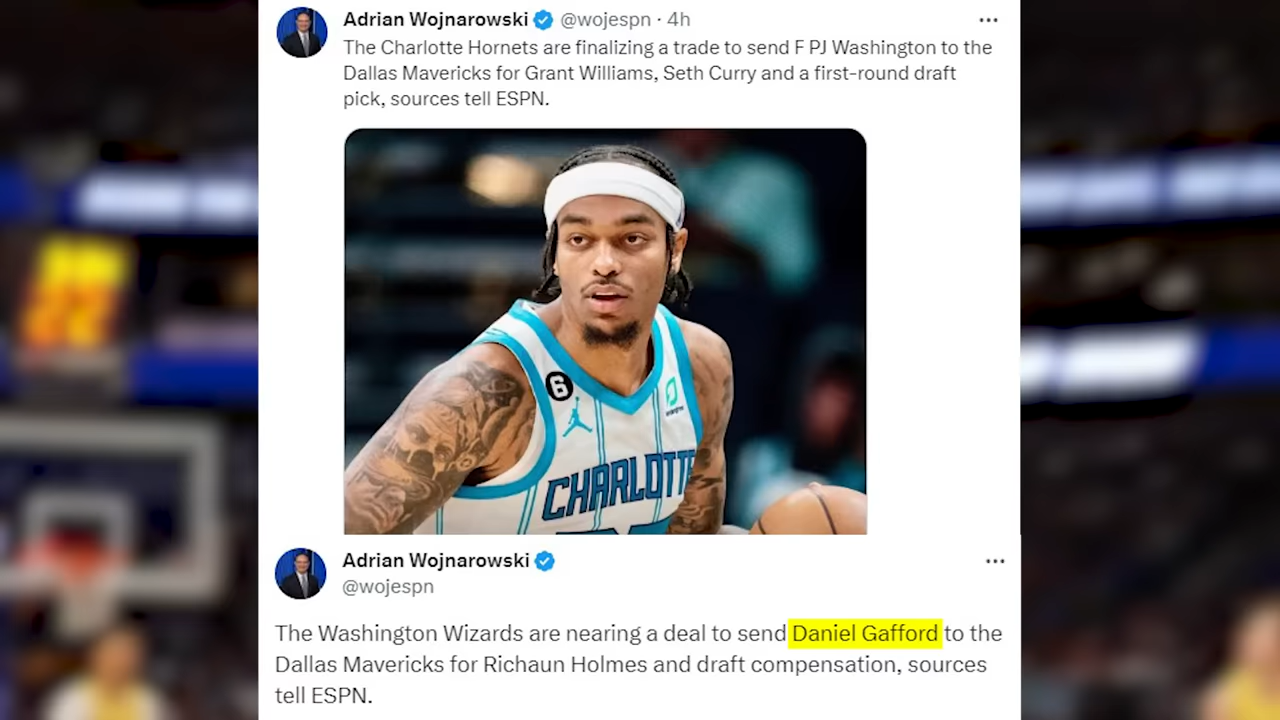 Adrian Wojnarowski @wojespn · 4h
The Charlotte Hornets are finalizing a trade to send F PJ Washington to the
Dallas Mavericks for Grant Williams, Seth Curry and a first-round draft
pick, sources tell ESPN.
6
CHARLOTTE
Adrian Wojnarowski
@wojespn
The Washington Wizards are nearing a deal to send Daniel Gafford to the
Dallas Mavericks for Richaun Holmes and draft compensation, sources
tell ESPN.